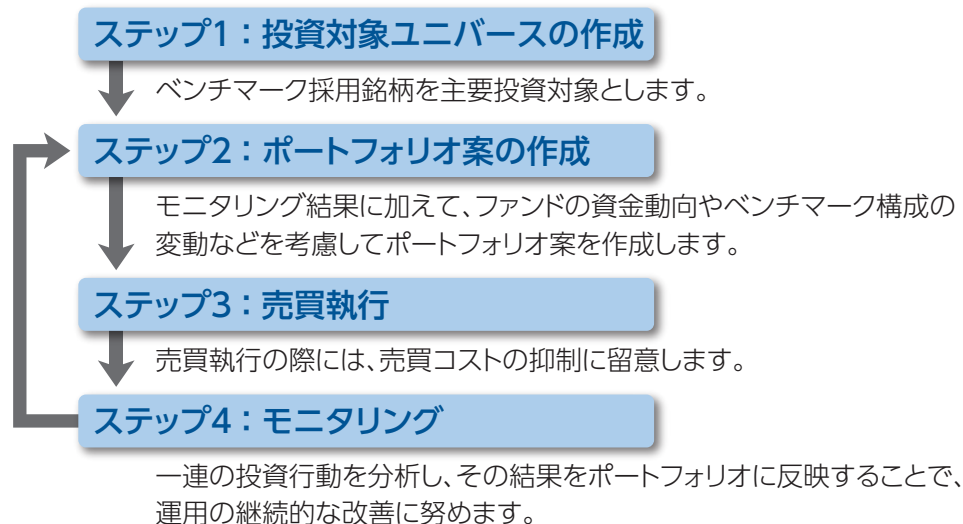 ステップ1：投資対象ユニバースの作成
ベンチマーク採用銘柄を主要投資対象とします。
ステップ2：ポートフォリオ案の作成
モニタリング結果に加えて、ファンドの資金動向やベンチマーク構成の
変動などを考慮してポートフォリオ案を作成します。
ステップ3：売買執行
売買執行の際には、売買コストの抑制に留意します。
ステップ4：モニタリング
一連の投資行動を分析し、その結果をポートフォリオに反映することで、
運用の継続的な改善に努めます。